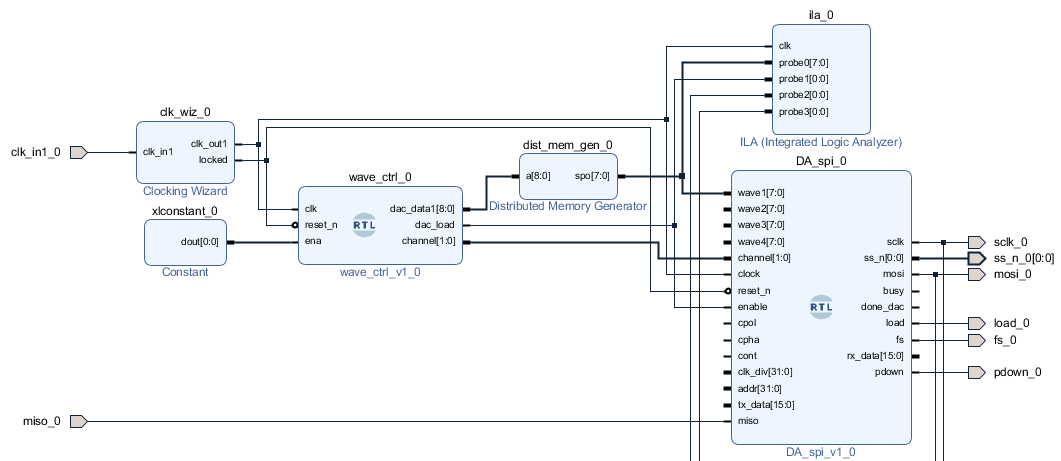 ila_0
clk
probe0[7:0]
probe1[0:0]
probe2[0:0]
probe3[0:0]
ILA (Integrated Logic Analyzer)
clk_wiz_0
clk_in1_0
clk_in1
clk_out1
locked
Clocking Wizard
dist_mem_gen_0
a[8:0]
spo[7:0]
Distributed Memory Generator
wave_ctrl_0
clk
reset_n
ena
RTL
dac_data1[8:0]
dac_load
channel[1:0]
wave_ctrl_v1_0
xlconstant_0
dout[0:0]
Constant
DA_spi_0
wave1[7:0]
wave2[7:0]
wave3[7:0]
wave4[7:0]
channel[1:0]
clock
reset_n
enable
cpol
cpha
cont
clk_div[31:0]
addr[31:0]
tx_data[15:0]
miso
RTL
sclk
ss_n[0:0]
mosi
busy
done_dac
load
fs
rx_data[15:0]
pdown
DA_spi_v1_0
sclk_0
ss_n_0[0:0]
mosi_0
load_0
fs_0
pdown_0
miso_0